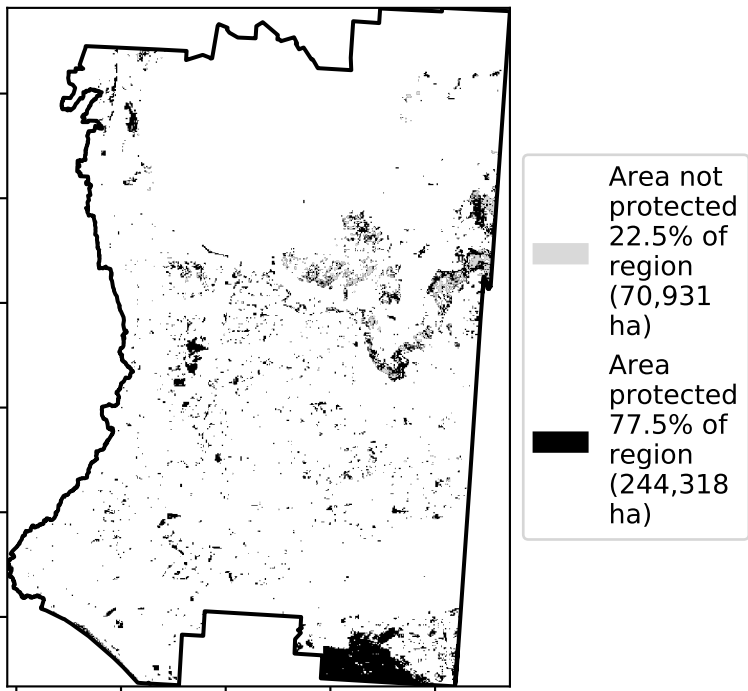 Area not
protected
22.5% of
region
(70,931
ha)
Area
protected
77.5% of
region
(244,318
ha)